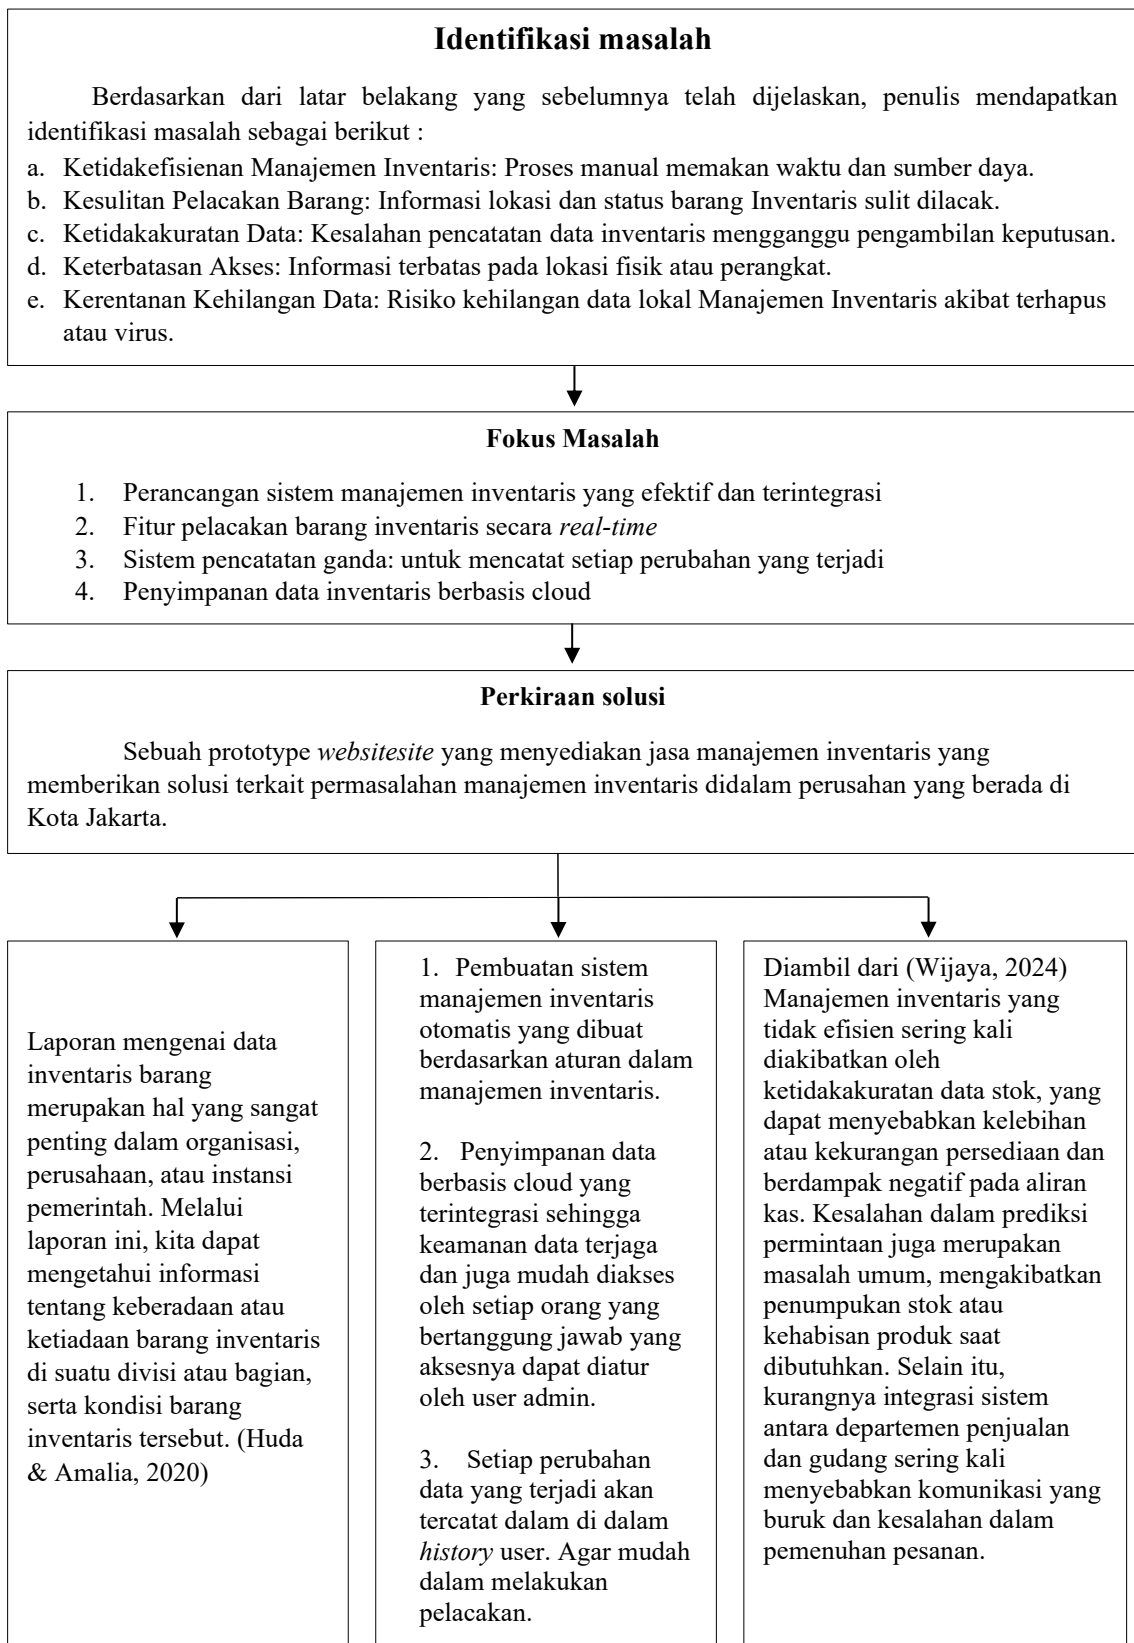 Identifikasi masalah
Berdasarkan dari latar belakang yang sebelumnya telah dijelaskan, penulis mendapatkan
identifikasi masalah sebagai berikut :
a. Ketidakefisienan Manajemen Inventaris: Proses manual memakan waktu dan sumber daya.
b. Kesulitan Pelacakan Barang: Informasi lokasi dan status barang Inventaris sulit dilacak.
c. Ketidakakuratan Data: Kesalahan pencatatan data inventaris mengganggu pengambilan keputusan.
d. Keterbatasan Akses: Informasi terbatas pada lokasi fisik atau perangkat.
e. Kerentanan Kehilangan Data: Risiko kehilangan data lokal Manajemen Inventaris akibat terhapus
atau virus.
Fokus Masalah
1. Perancangan sistem manajemen inventaris yang efektif dan terintegrasi
2. Fitur pelacakan barang inventaris secara real-time
3. Sistem pencatatan ganda: untuk mencatat setiap perubahan yang terjadi
4. Penyimpanan data inventaris berbasis cloud
Perkiraan solusi
Sebuah prototype websitesite yang menyediakan jasa manajemen inventaris yang
memberikan solusi terkait permasalahan manajemen inventaris didalam perusahan yang berada di
Kota Jakarta.
Laporan mengenai data
inventaris barang
merupakan hal yang sangat
penting dalam organisasi,
perusahaan, atau instansi
pemerintah. Melalui
laporan ini, kita dapat
mengetahui informasi
tentang keberadaan atau
ketiadaan barang inventaris
di suatu divisi atau bagian,
serta kondisi barang
inventaris tersebut. (Huda
& Amalia, 2020)
1. Pembuatan sistem
manajemen inventaris
otomatis yang dibuat
berdasarkan aturan dalam
manajemen inventaris.
2. Penyimpanan data
berbasis cloud yang
terintegrasi sehingga
keamanan data terjaga
dan juga mudah diakses
oleh setiap orang yang
bertanggung jawab yang
aksesnya dapat diatur
oleh user admin.
3. Setiap perubahan
data yang terjadi akan
tercatat dalam di dalam
history user. Agar mudah
dalam melakukan
pelacakan.
Diambil dari (Wijaya, 2024)
Manajemen inventaris yang
tidak efisien sering kali
diakibatkan oleh
ketidakakuratan data stok, yang
dapat menyebabkan kelebihan
atau kekurangan persediaan dan
berdampak negatif pada aliran
kas. Kesalahan dalam prediksi
permintaan juga merupakan
masalah umum, mengakibatkan
penumpukan stok atau
kehabisan produk saat
dibutuhkan. Selain itu,
kurangnya integrasi sistem
antara departemen penjualan
dan gudang sering kali
menyebabkan komunikasi yang
buruk dan kesalahan dalam
pemenuhan pesanan.